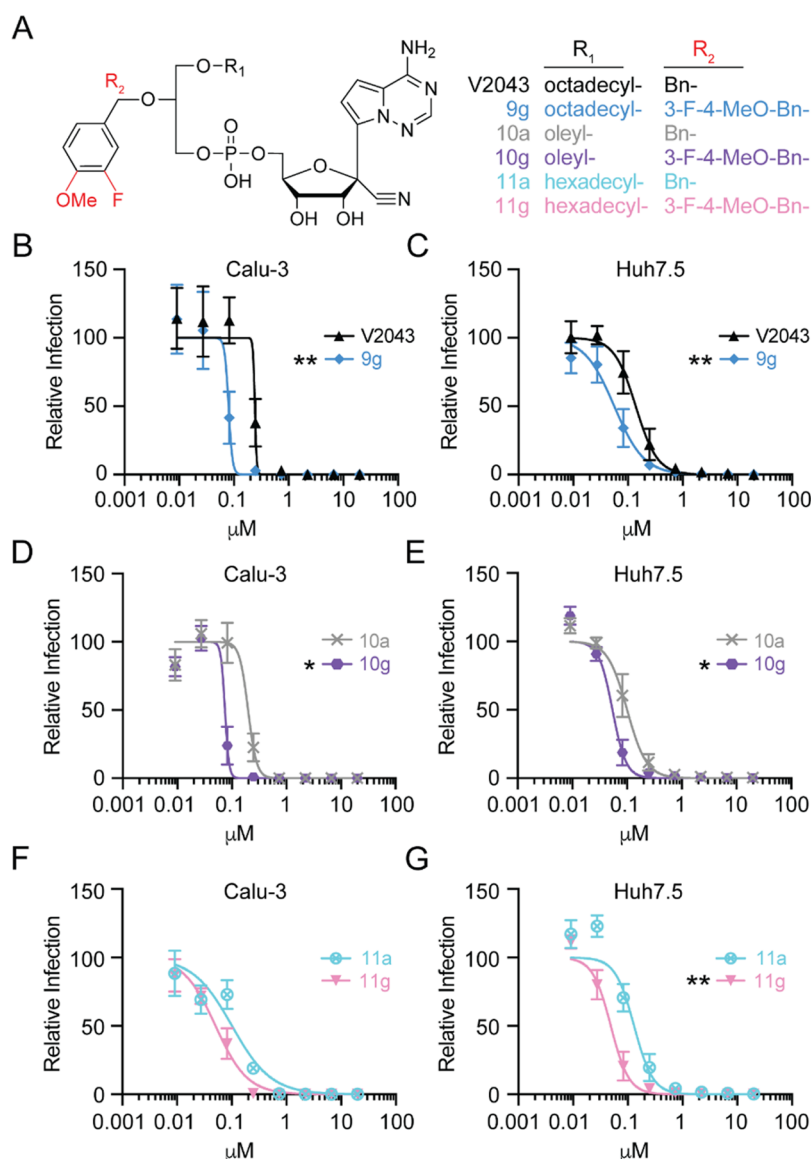 A
R₂
O
O-R₁
O
O
P
OH
O
O
NH₂
N
N
N
N
OH
OH
OMe
F
R₁ R₂
V2043 octadecyl- Bn-
9g octadecyl- 3-F-4-MeO-Bn-
10a oleyl- Bn-
10g oleyl- 3-F-4-MeO-Bn-
11a hexadecyl- Bn-
11g hexadecyl- 3-F-4-MeO-Bn-
B
Calu-3
Relative Infection
150
100
50
0
V2043
** 9g
0.001 0.01 0.1 1 10 100
μM
C
Huh7.5
Relative Infection
150
100
50
0
V2043
** 9g
0.001 0.01 0.1 1 10 100
μM
D
Calu-3
Relative Infection
150
100
50
0
10a
* 10g
0.001 0.01 0.1 1 10 100
μM
E
Huh7.5
Relative Infection
150
100
50
0
10a
* 10g
0.001 0.01 0.1 1 10 100
μM
F
Calu-3
Relative Infection
150
100
50
0
11a
11g
0.001 0.01 0.1 1 10 100
μM
G
Huh7.5
Relative Infection
150
100
50
0
11a
** 11g
0.001 0.01 0.1 1 10 100
μM